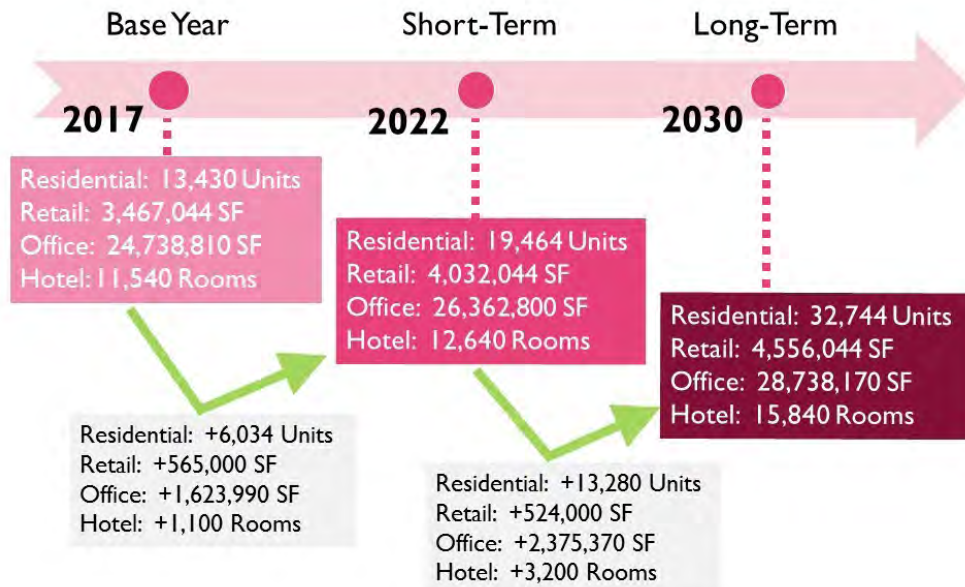 Base Year
Short-Term
Long-Term
2017
2022
2030
Residential: 13,430 Units
Retail: 3,467,044 SF
Office: 24,738,810 SF
Hotel: 11,540 Rooms
Residential: 19,464 Units
Retail: 4,032,044 SF
Office: 26,362,800 SF
Hotel: 12,640 Rooms
Residential: 32,744 Units
Retail: 4,556,044 SF
Office: 28,738,170 SF
Hotel: 15,840 Rooms
Residential: +6,034 Units
Retail: +565,000 SF
Office: +1,623,990 SF
Hotel: +1,100 Rooms
Residential: +13,280 Units
Retail: +524,000 SF
Office: +2,375,370 SF
Hotel: +3,200 Rooms